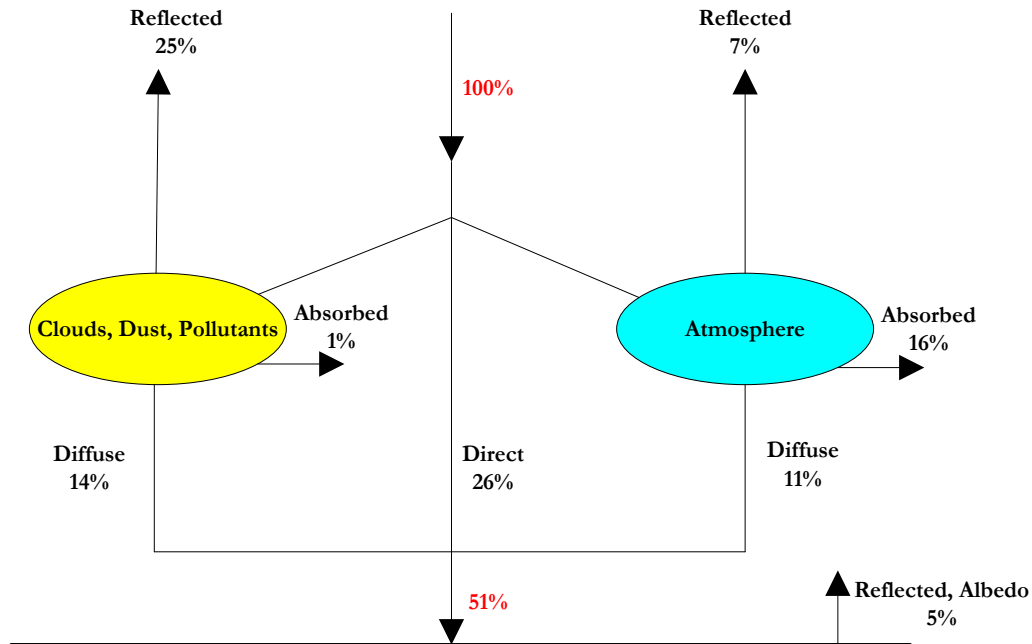 Reflected
25%
100%
Reflected
7%
Clouds, Dust, Pollutants
Absorbed
1%
Atmosphere
Absorbed
16%
Diffuse
14%
Direct
26%
Diffuse
11%
51%
Reflected, Albedo
5%